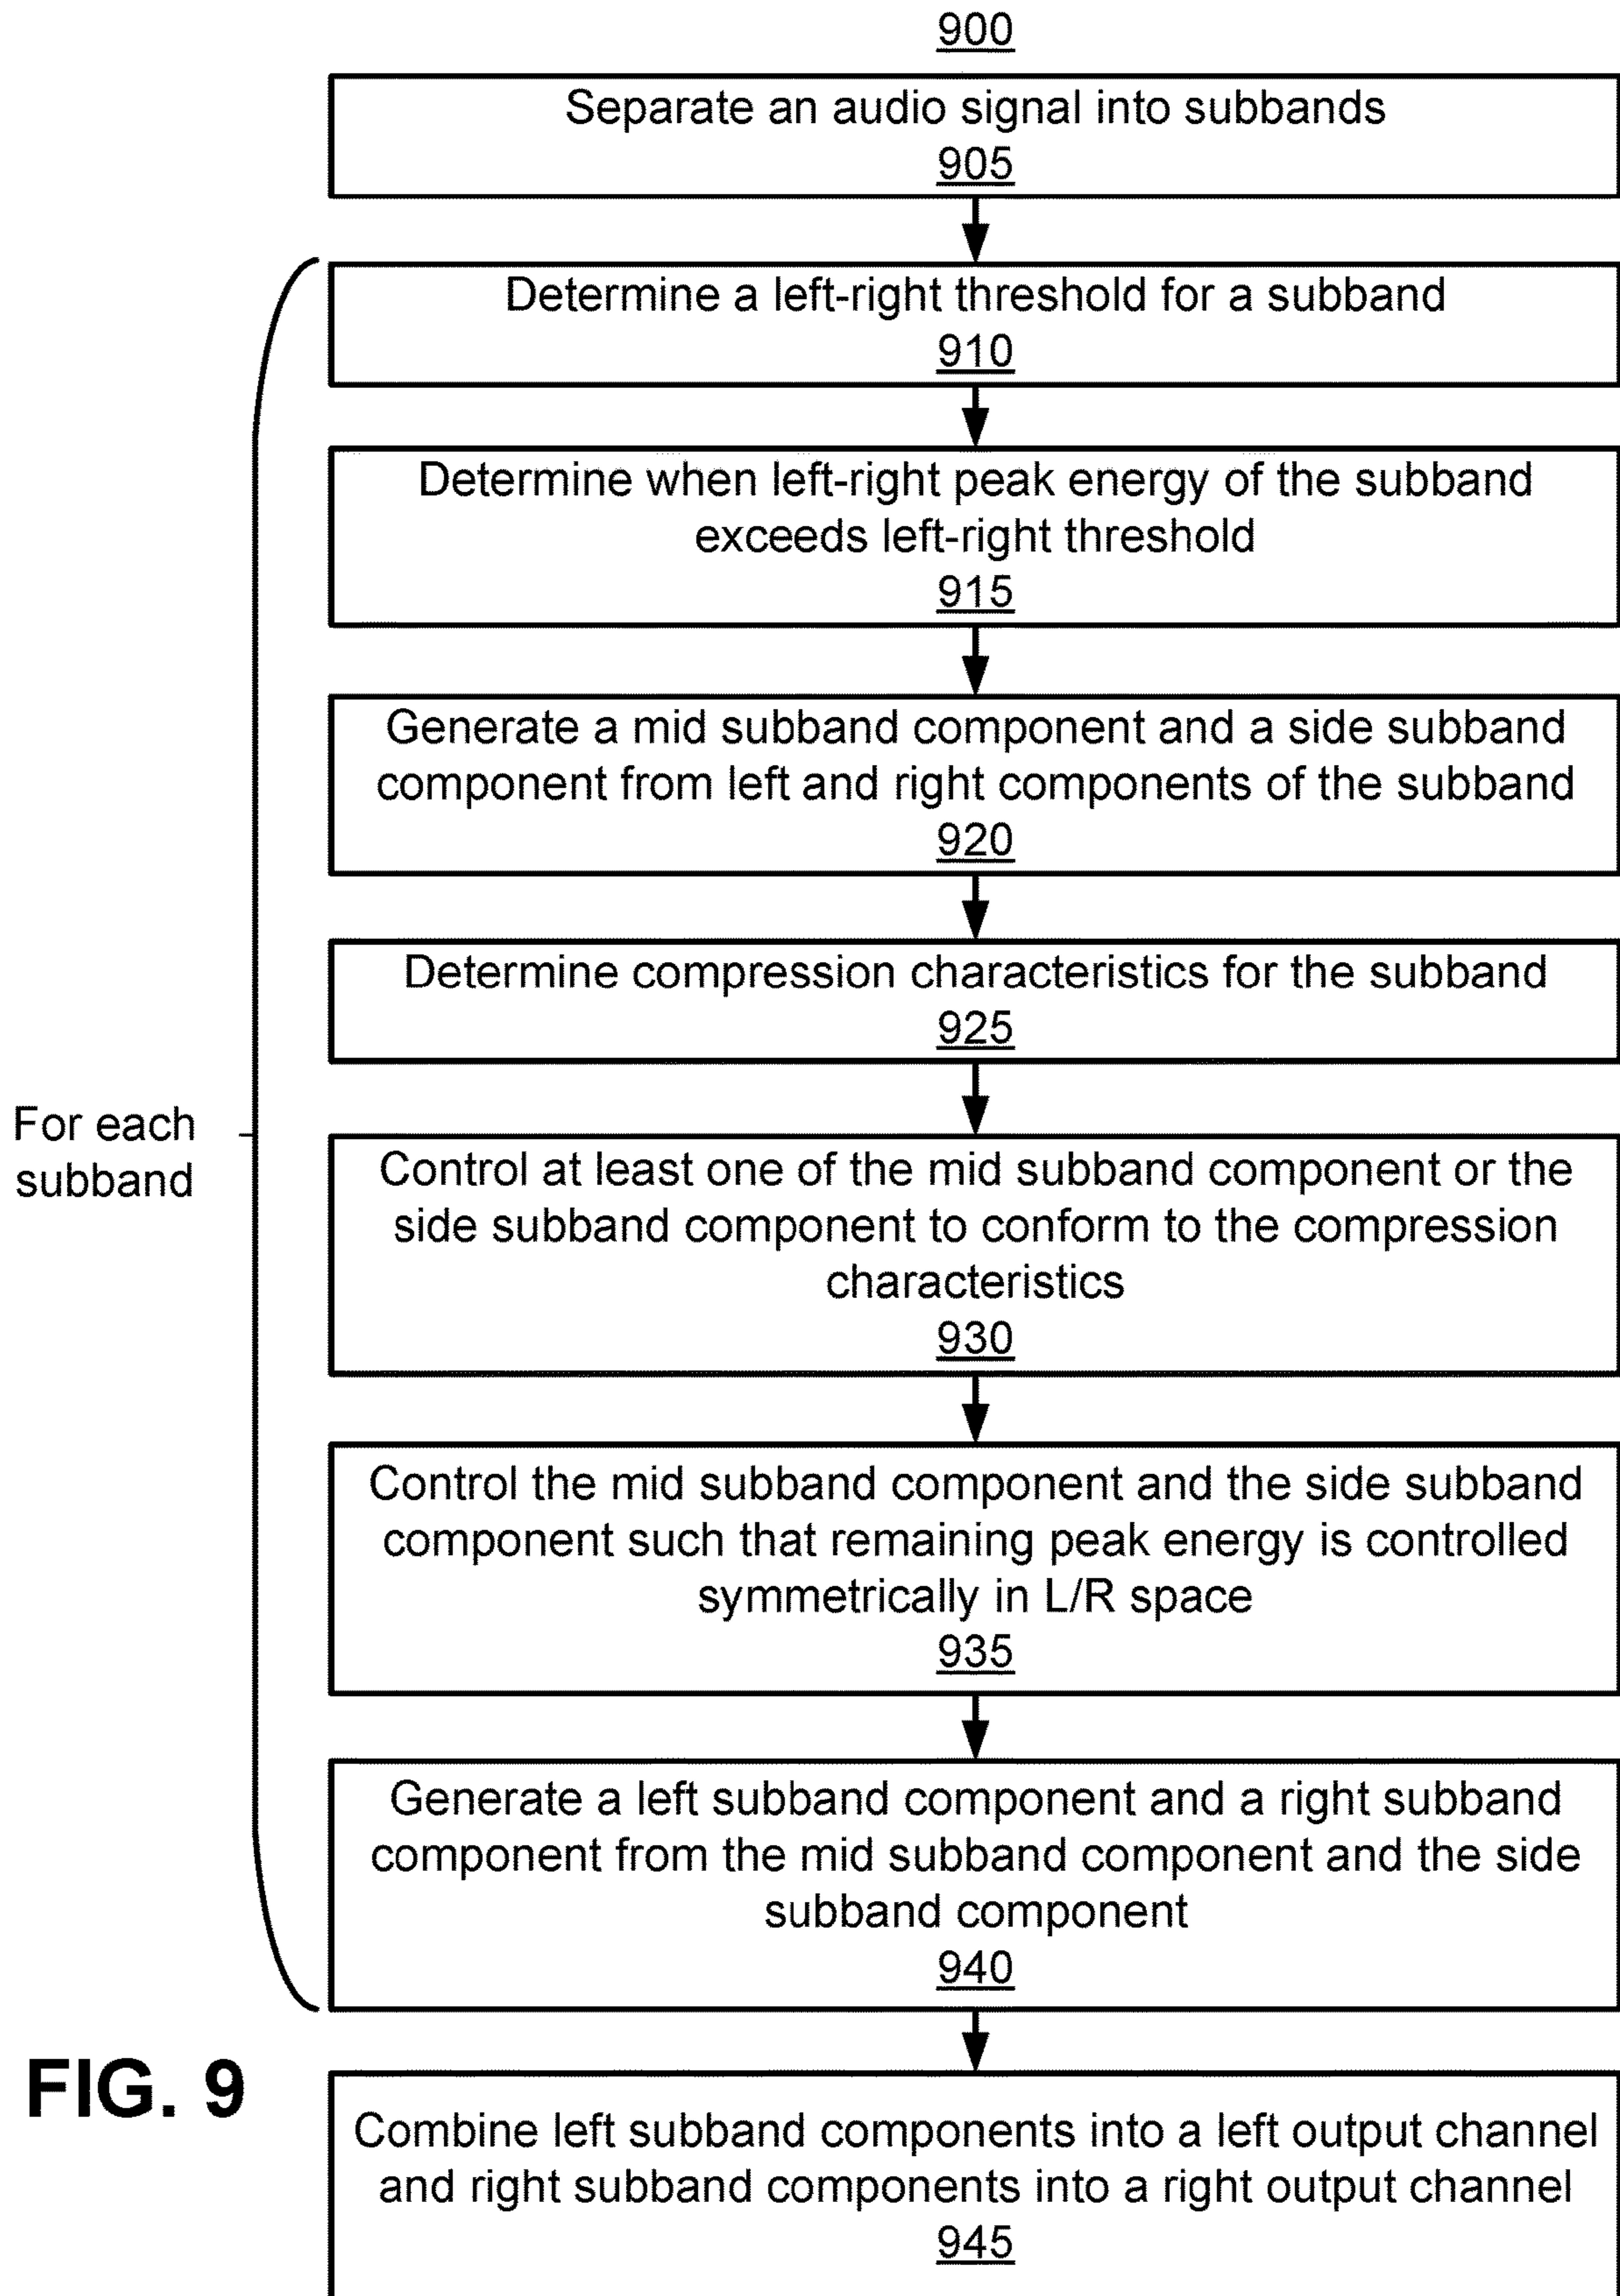 900
Separate an audio signal into subbands
905
Determine a left-right threshold for a subband
910
Determine when left-right peak energy of the subband
exceeds left-right threshold
915
Generate a mid subband component and a side subband
component from left and right components of the subband
920
Determine compression characteristics for the subband
925
For each
subband
Control at least one of the mid subband component or the
side subband component to conform to the compression
characteristics
930
Control the mid subband component and the side subband
component such that remaining peak energy is controlled
symmetrically in L/R space
935
Generate a left subband component and a right subband
component from the mid subband component and the side
subband component
940
FIG. 9
Combine left subband components into a left output channel
and right subband components into a right output channel
945